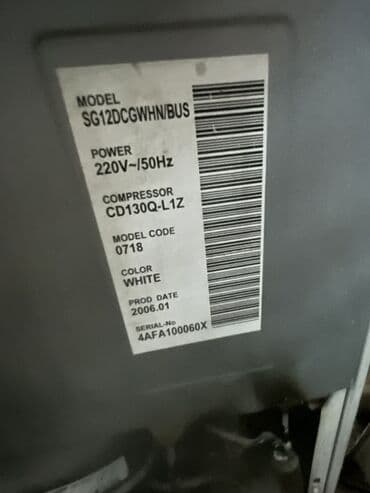 MODEL
SG12DCGWHN/BUS
POWER
220V~/50Hz
COMPRESSOR
CD130Q-L1Z
MODEL CODE
0718
COLOR
WHITE
PROD DATE
2006.01
SERIAL-No
4AFA100060X